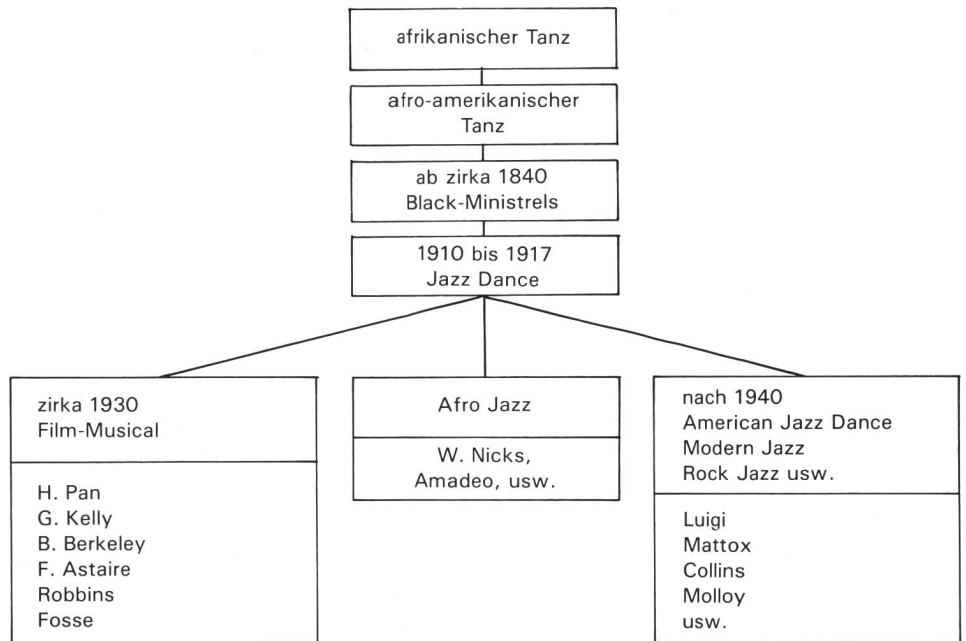 afrikanischer Tanz
afro-amerikanischer
Tanz
ab zirka 1840
Black-Ministrels
1910 bis 1917
Jazz Dance
zirka 1930
Film-Musical
H. Pan
G. Kelly
B. Berkeley
F. Astaire
Robbins
Fosse
Afro Jazz
W. Nicks,
Amadeo, usw.
nach 1940
American Jazz Dance
Modern Jazz
Rock Jazz usw.
Luigi
Mattox
Collins
Molloy
usw.